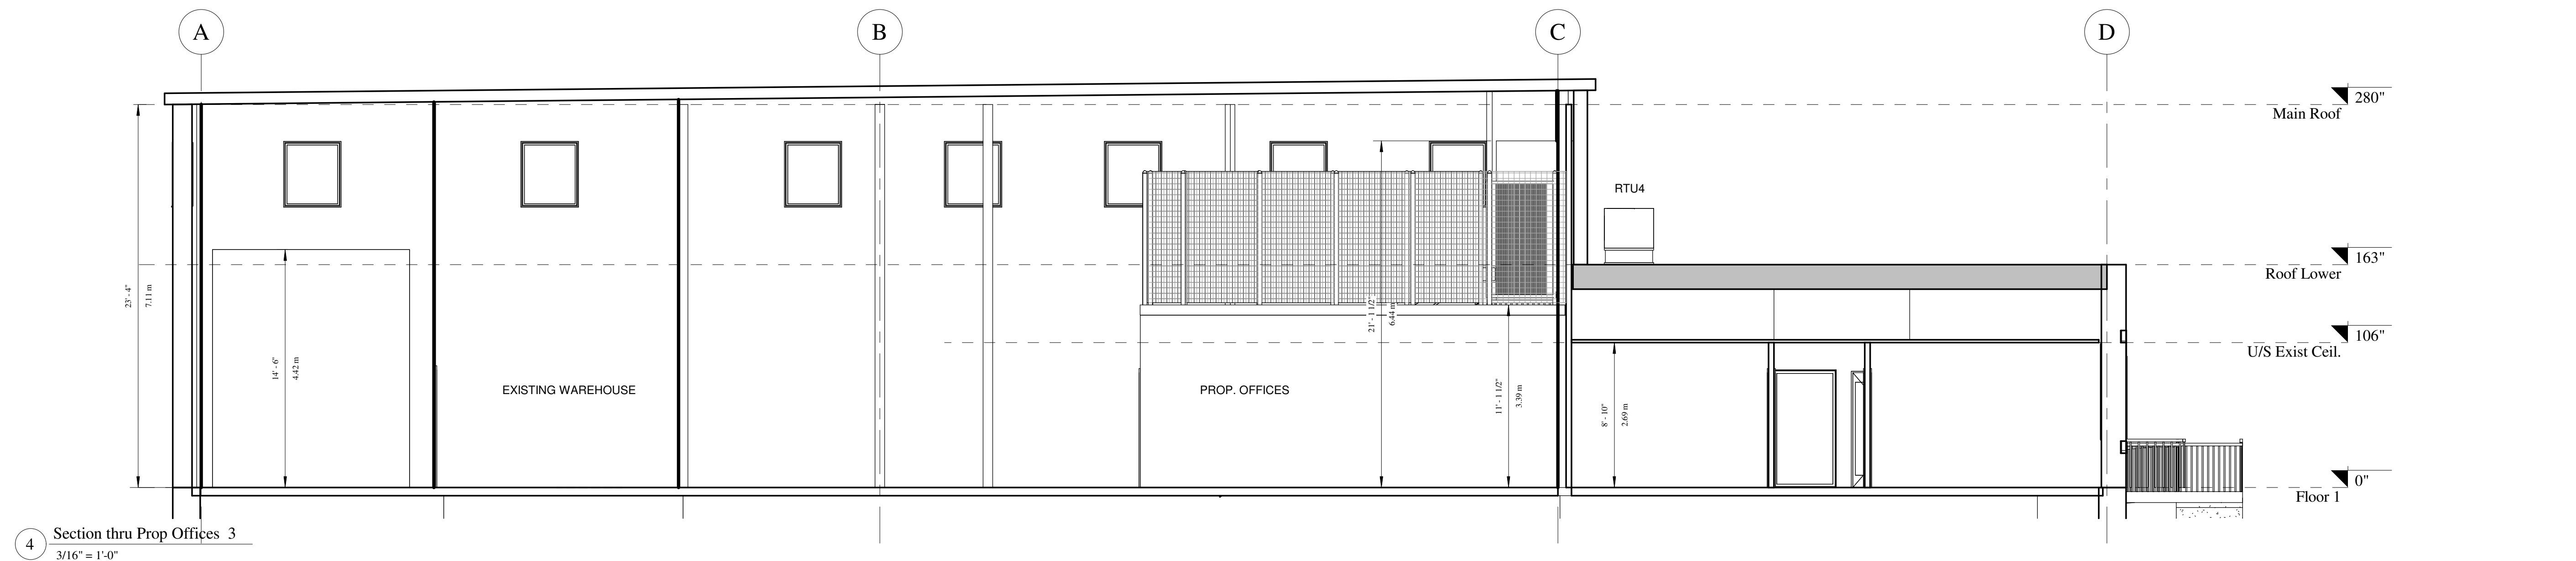 A
B
C
D
280"
Main Roof
RTU4
163"
Roof Lower
23' - 4"
7.11 m
21' - 1 1/2"
6.44 m
106"
U/S Exist Ceil.
14' - 6"
4.42 m
EXISTING WAREHOUSE
PROP. OFFICES
11' - 1 1/2"
3.39 m
8' - 10"
2.69 m
0"
Floor 1
4
Section thru Prop Offices 3
3/16" = 1'-0"